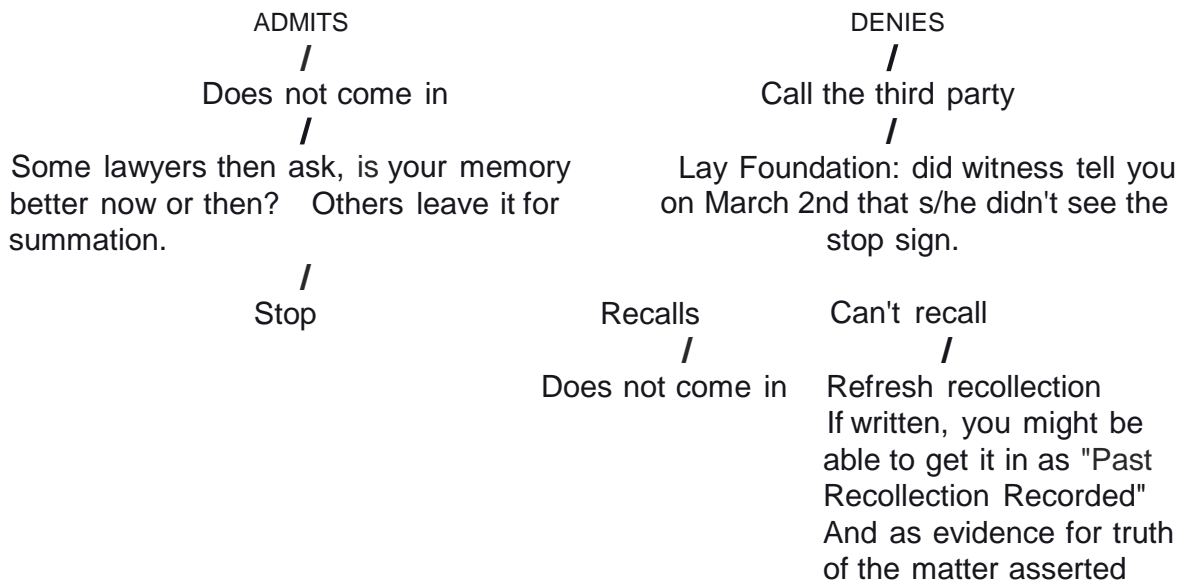 ADMITS
/
Does not come in
/
Some lawyers then ask, is your memory
better now or then? Others leave it for
summation.
/
Stop
DENIES
/
Call the third party
/
Lay Foundation: did witness tell you
on March 2nd that s/he didn't see the
stop sign.
Recalls
/
Does not come in
Can't recall
/
Refresh recollection
If written, you might be
able to get it in as "Past
Recollection Recorded"
And as evidence for truth
of the matter asserted